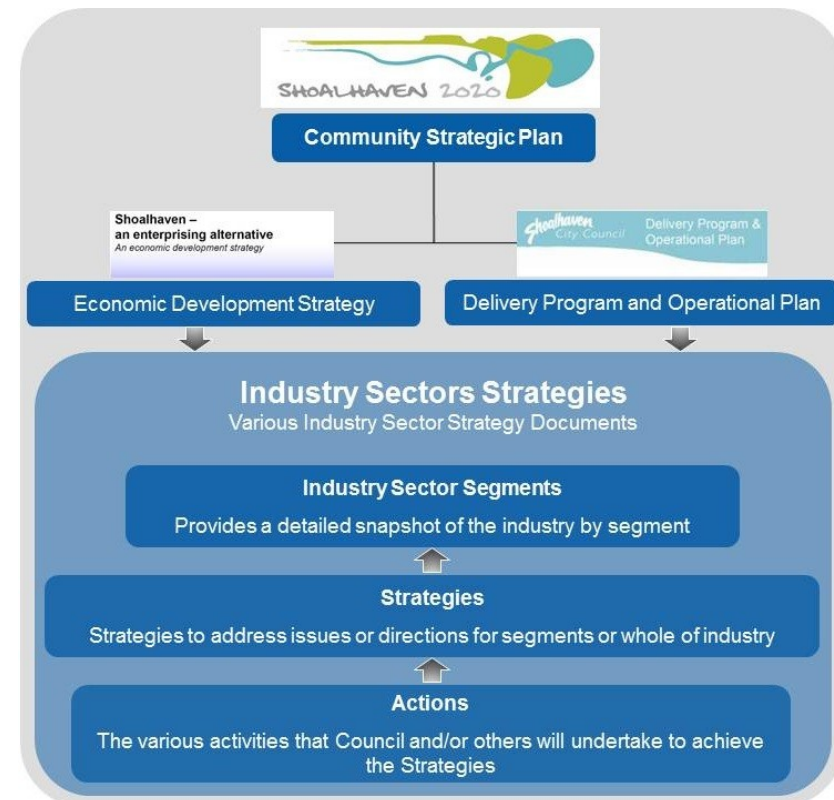 SHOALHAVEN 2020
Community Strategic Plan
Shoalhaven –
an enterprising alternative
An economic development strategy
Shoalhaven
City Council
Delivery Program &
Operational Plan
Economic Development Strategy
Delivery Program and Operational Plan
Industry Sectors Strategies
Various Industry Sector Strategy Documents
Industry Sector Segments
Provides a detailed snapshot of the industry by segment
Strategies
Strategies to address issues or directions for segments or whole of industry
Actions
The various activities that Council and/or others will undertake to achieve
the Strategies